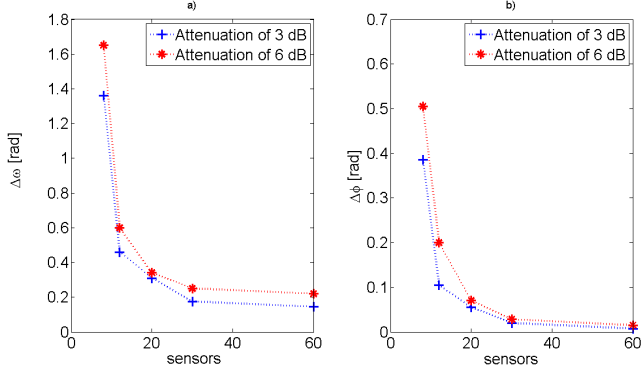 a)
Attenuation of 3 dB
Attenuation of 6 dB
1.8
1.6
1.4
1.2
1
0.8
0.6
0.4
0.2
0
Δω [rad]
0
20
40
60
sensors
b)
Attenuation of 3 dB
Attenuation of 6 dB
0.7
0.6
0.5
0.4
0.3
0.2
0.1
0
Δϕ [rad]
0
20
40
60
sensors